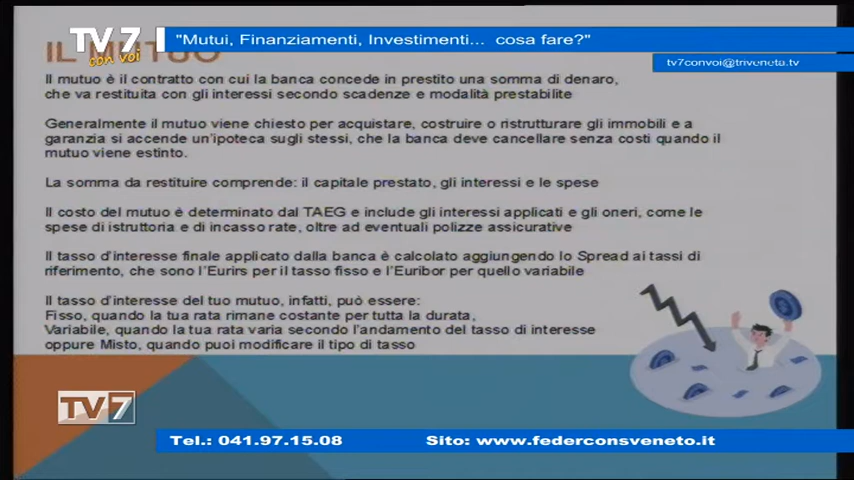 TV7
con voi
"Mutui, Finanziamenti, Investimenti... cosa fare?"
tv7convoi@triveneto.tv
IL MUTUO
Il mutuo è il contratto con cui la banca concede in prestito una somma di denaro,
che va restituita con gli interessi secondo scadenze e modalità prestabilite
Generalmente il mutuo viene chiesto per acquistare, costruire o ristrutturare gli immobili e a
garanzia si accende un'ipoteca sugli stessi, che la banca deve cancellare senza costi quando il
mutuo viene estinto.
La somma da restituire comprende: il capitale prestato, gli interessi e le spese
Il costo del mutuo è determinato dal TAEG e include gli interessi applicati e gli oneri, come le
spese di istruttoria e di incasso rate, oltre ad eventuali polizze assicurative
Il tasso d'interesse finale applicato dalla banca è calcolato aggiungendo lo Spread ai tassi di
riferimento, che sono l'Eurirs per il tasso fisso e l'Euribor per quello variabile
Il tasso d'interesse del tuo mutuo, infatti, può essere:
Fisso, quando la tua rata rimane costante per tutta la durata,
Variabile, quando la tua rata varia secondo l'andamento del tasso di interesse
oppure Misto, quando puoi modificare il tipo di tasso
TV7
Tel.: 041.97.15.08 Sito: www.federconsveneto.it